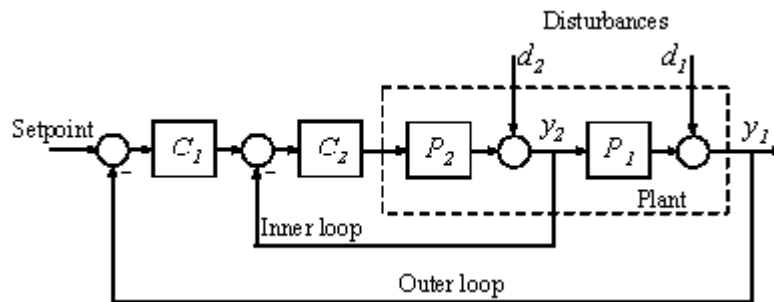 Disturbances
d2 d1
Setpoint C1 C2 P2 y2 P1 y1
- -
Plant
Inner loop
Outer loop